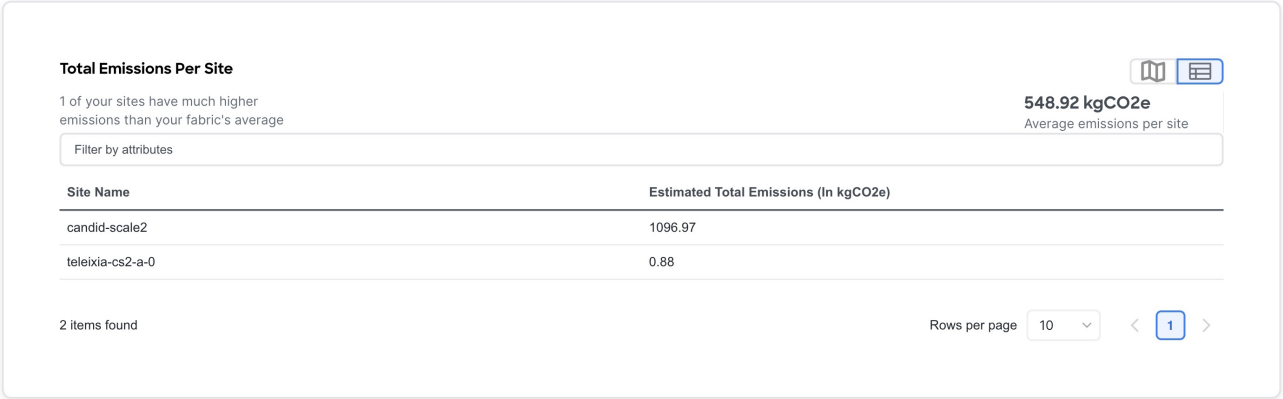 Total Emissions Per Site
1 of your sites have much higher
emissions than your fabric's average
548.92 kgCO2e
Average emissions per site
Filter by attributes
Site Name Estimated Total Emissions (In kgCO2e)
candid-scale2 1096.97
teleixia-cs2-a-0 0.88
2 items found Rows per page 10 1